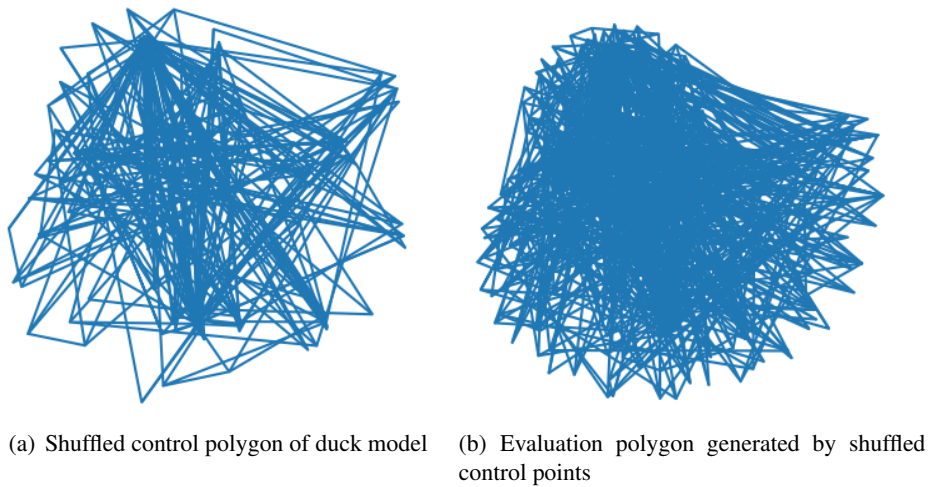 (a) Shuffled control polygon of duck model
(b) Evaluation polygon generated by shuffled
control points